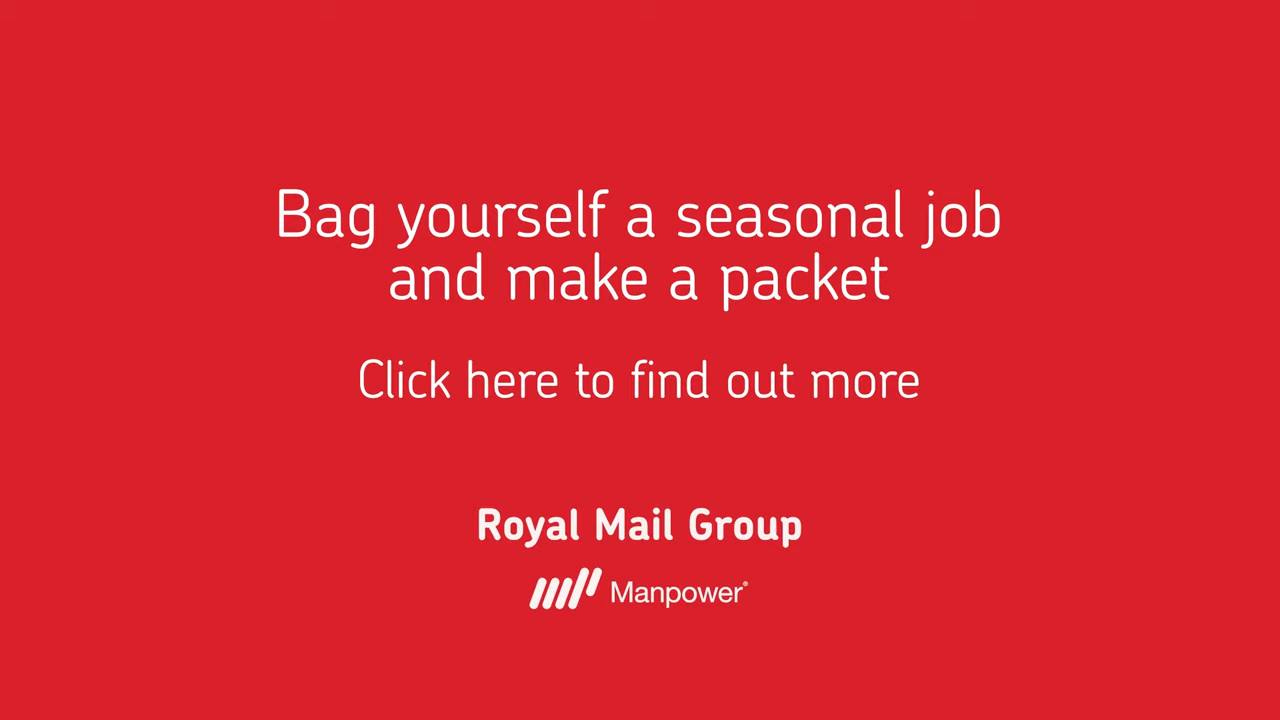 Bag yourself a seasonal job
and make a packet
Click here to find out more
Royal Mail Group
Manpower®